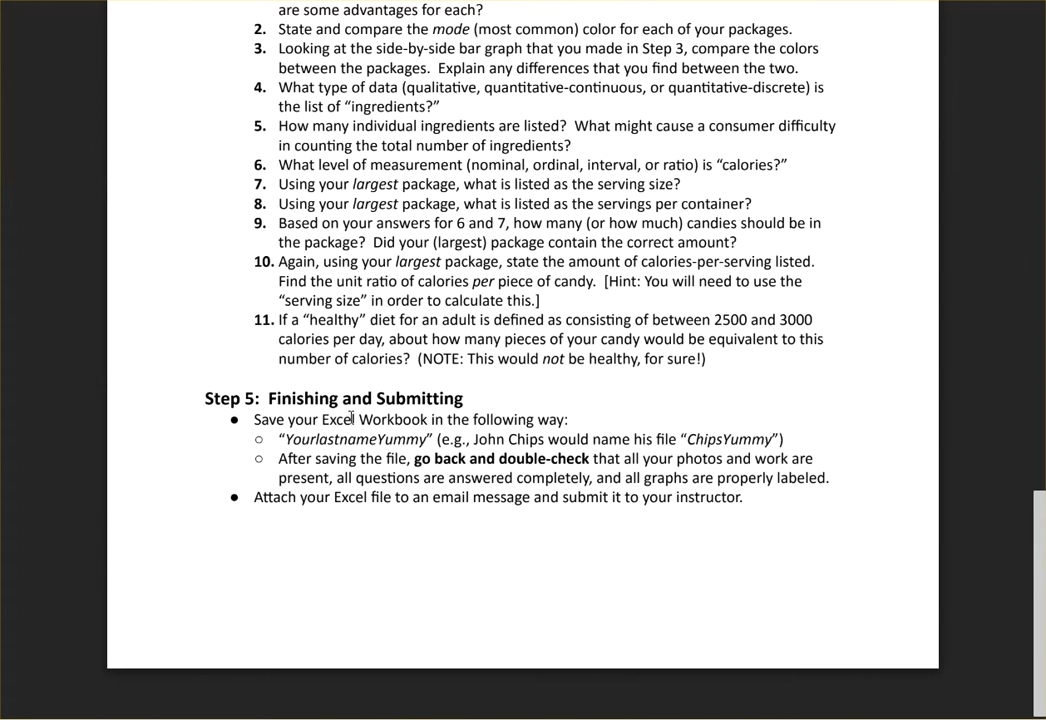 are some advantages for each?
2. State and compare the mode (most common) color for each of your packages.
3. Looking at the side-by-side bar graph that you made in Step 3, compare the colors
between the packages. Explain any differences that you find between the two.
4. What type of data (qualitative, quantitative-continuous, or quantitative-discrete) is
the list of “ingredients?”
5. How many individual ingredients are listed? What might cause a consumer difficulty
in counting the total number of ingredients?
6. What level of measurement (nominal, ordinal, interval, or ratio) is “calories?”
7. Using your largest package, what is listed as the serving size?
8. Using your largest package, what is listed as the servings per container?
9. Based on your answers for 6 and 7, how many (or how much) candies should be in
the package? Did your (largest) package contain the correct amount?
10. Again, using your largest package, state the amount of calories-per-serving listed.
Find the unit ratio of calories per piece of candy. [Hint: You will need to use the
“serving size” in order to calculate this.]
11. If a “healthy” diet for an adult is defined as consisting of between 2500 and 3000
calories per day, about how many pieces of your candy would be equivalent to this
number of calories? (NOTE: This would not be healthy, for sure!)
Step 5: Finishing and Submitting
● Save your Excel Workbook in the following way:
○ “YourlastnameYummy” (e.g., John Chips would name his file “ChipsYummy”)
○ After saving the file, go back and double-check that all your photos and work are
present, all questions are answered completely, and all graphs are properly labeled.
● Attach your Excel file to an email message and submit it to your instructor.